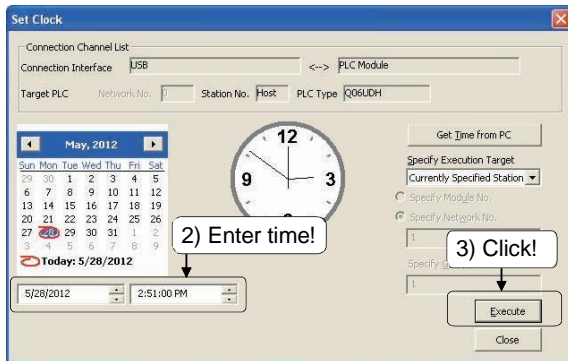 Set Clock
Connection Channel List
Connection Interface USB <--> PLC Module
Target PLC Network No. 0 Station No. Host PLC Type Q06UDH
May, 2012
Sun Mon Tue Wed Thu Fri Sat
29 30 1 2 3 4 5
6 7 8 9 10 11 12
13 14 15 16 17 18 19
20 21 22 23 24 25 26
27 28 29 30 31 1 2
3 4 5 6 7 8 9
Today: 5/28/2012
5/28/2012 2:51:00 PM
12
9 3
2) Enter time!
Get Time from PC
Specify Execution Target
Currently Specified Station
Specify Module No.
Specify Network No.
1
3) Click!
Specify
1
Execute
Close